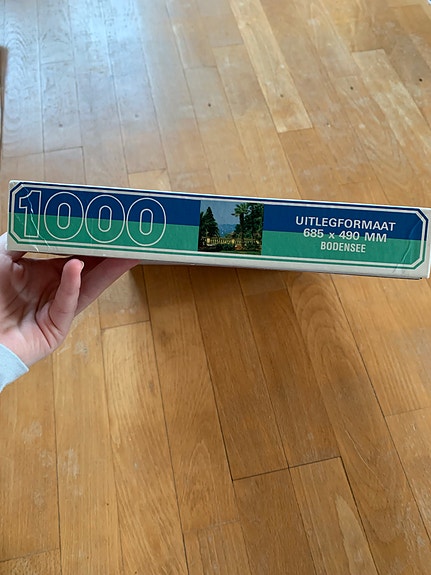 1000
UITLEGFORMAAT
685 x 490 MM
BODENSEE